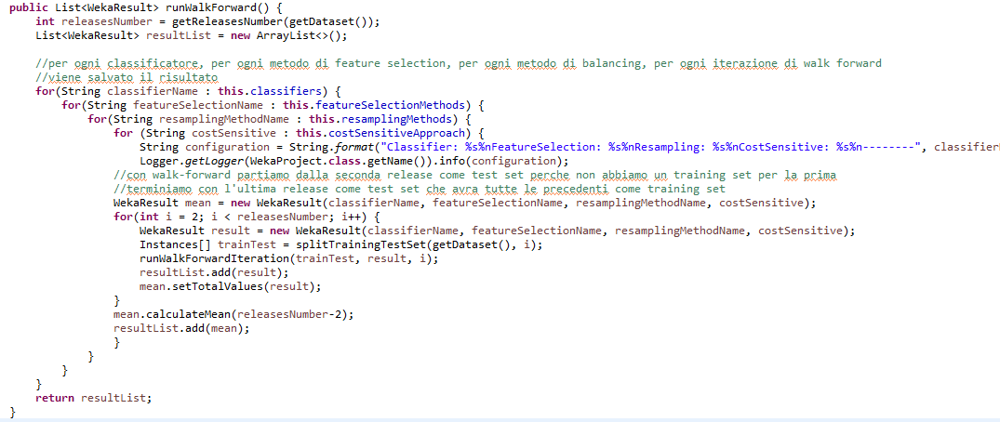 public List<WekaResult> runWalkForward() {
    int releasesNumber = getReleasesNumber(getDataset());
    List<WekaResult> resultList = new ArrayList<>();

    //per ogni classificatore, per ogni metodo di feature selection, per ogni metodo di balancing, per ogni iterazione di walk forward
    //viene salvato il risultato
    for(String classifierName : this.classifiers) {
        for(String featureSelectionName : this.featureSelectionMethods) {
            for(String resamplingMethodName : this.resamplingMethods) {
                for (String costSensitive : this.costSensitiveApproach) {
                    String configuration = String.format("Classifier: %s%nFeatureSelection: %s%nResampling: %s%nCostSensitive: %s%n--------", classifier
                    Logger.getLogger(WekaProject.class.getName()).info(configuration);
                //con walk-forward partiamo dalla seconda release come test set perche non abbiamo un training set per la prima
                //terminiamo con l'ultima release come test set che avra tutte le precedenti come training set
                WekaResult mean = new WekaResult(classifierName, featureSelectionName, resamplingMethodName, costSensitive);
                for(int i = 2; i < releasesNumber; i++) {
                    WekaResult result = new WekaResult(classifierName, featureSelectionName, resamplingMethodName, costSensitive);
                    Instances[] trainTest = splitTrainingTestSet(getDataset(), i);
                    runWalkForwardIteration(trainTest, result, i);
                    resultList.add(result);
                    mean.setTotalValues(result);
                }
                mean.calculateMean(releasesNumber-2);
                resultList.add(mean);
                }
            }
        }
    }
    return resultList;
}